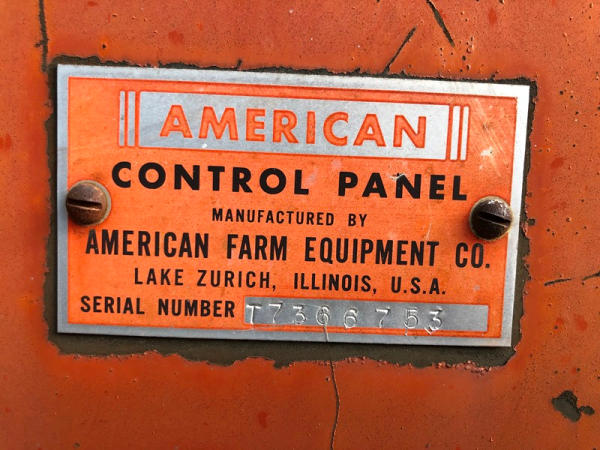 AMERICAN
CONTROL PANEL
MANUFACTURED BY
AMERICAN FARM EQUIPMENT CO.
LAKE ZURICH, ILLINOIS, U.S.A.
SERIAL NUMBER T7366753